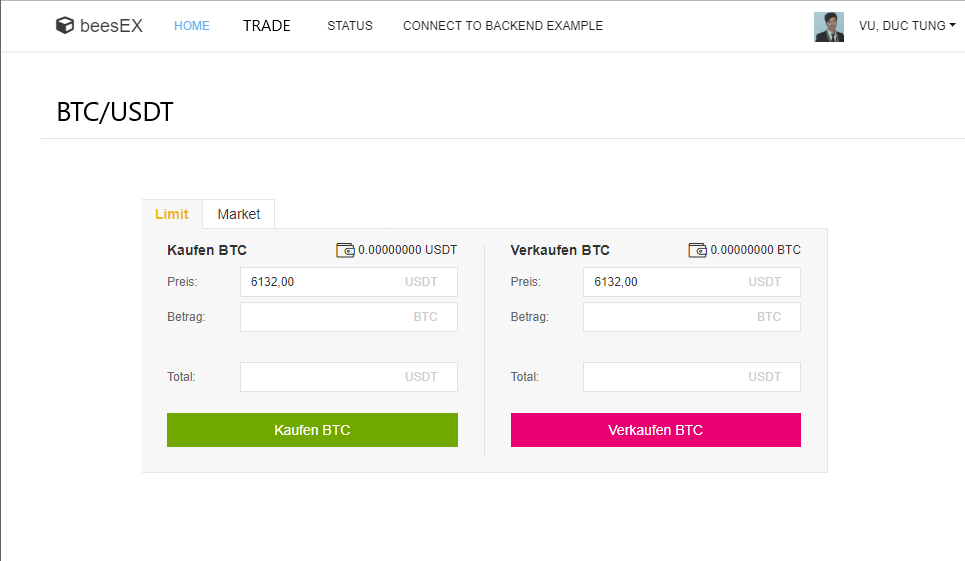 beesEX HOME TRADE STATUS CONNECT TO BACKEND EXAMPLE VU, DUC TUNG
BTC/USDT
Limit Market
Kaufen BTC 0.00000000 USDT
Preis: 6132,00 USDT
Betrag: BTC
Total: USDT
Kaufen BTC
Verkaufen BTC 0.00000000 BTC
Preis: 6132,00 USDT
Betrag: BTC
Total: USDT
Verkaufen BTC